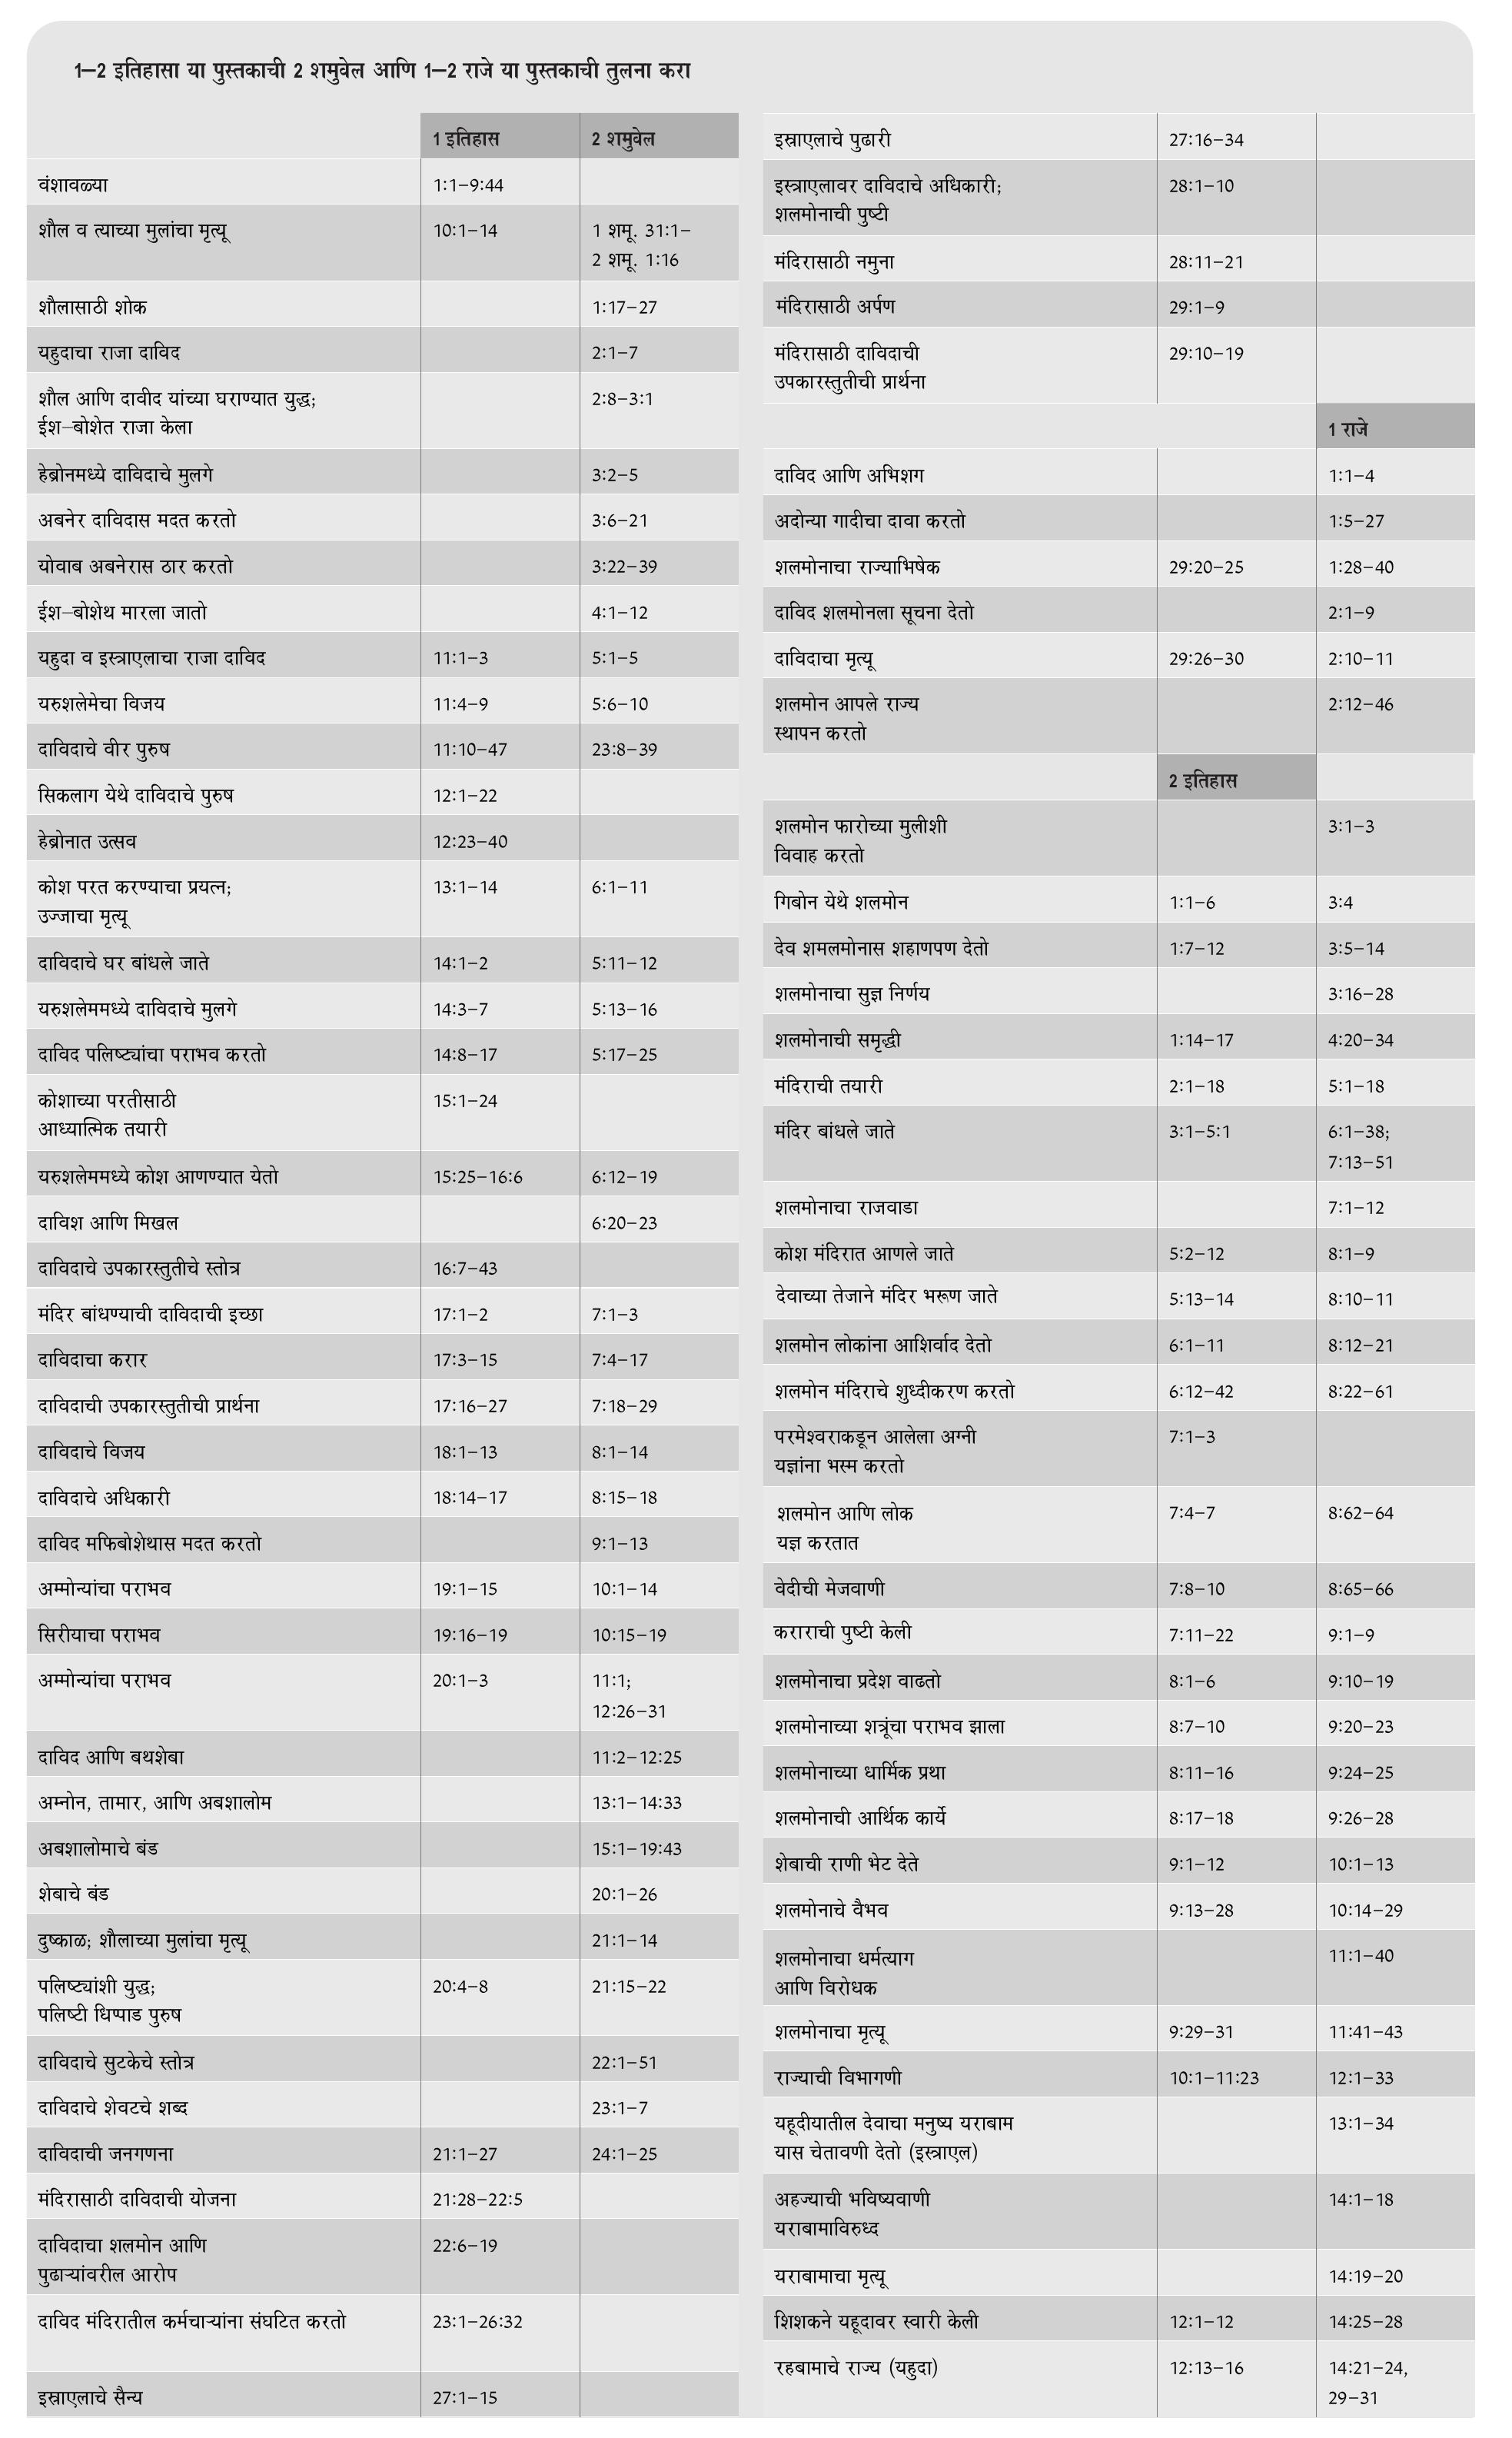 1–2 इतिहासा या पुस्तकाची 2 शमुवेल आणि 1–2 राजे या पुस्तकाची तुलना करा
1 इतिहास 2 शमुवेल
वंशावळ्या 1:1–9:44
शौल व त्याच्या मुलांचा मृत्यू 10:1–14 1 शमू. 31:1–
2 शमू. 1:16
शौलासाठी शोक 1:17–27
यहुदाचा राजा दाविद 2:1–7
शौल आणि दावीद यांच्या घराण्यात युद्ध; 2:8–3:1
ईश–बोशेत राजा केला
हेब्रोनमध्ये दाविदाचे मुलगे 3:2–5
अबनेर दाविदास मदत करतो 3:6–21
योवाब अबनेरास ठार करतो 3:22–39
ईश–बोशेथ मारला जातो 4:1–12
यहुदा व इस्त्राएलाचा राजा दाविद 11:1–3 5:1–5
यरुशलेमेचा विजय 11:4–9 5:6–10
दाविदाचे वीर पुरुष 11:10–47 23:8–39
सिकलाग येथे दाविदाचे पुरुष 12:1–22
हेब्रोनात उत्सव 12:23–40
कोश परत करण्याचा प्रयत्न; 13:1–14 6:1–11
उज्जाचा मृत्यू
दाविदाचे घर बांधले जाते 14:1–2 5:11–12
यरुशलेममध्ये दाविदाचे मुलगे 14:3–7 5:13–16
दाविद पलिष्ट्यांचा पराभव करतो 14:8–17 5:17–25
कोशाच्या परतीसाठी 15:1–24
आध्यात्मिक तयारी
यरुशलेममध्ये कोश आणण्यात येतो 15:25–16:6 6:12–19
दाविश आणि मिखल 6:20–23
दाविदाचे उपकारस्तुतीचे स्तोत्र 16:7–43
मंदिर बांधण्याची दाविदाची इच्छा 17:1–2 7:1–3
दाविदाचा करार 17:3–15 7:4–17
दाविदाची उपकारस्तुतीची प्रार्थना 17:16–27 7:18–29
दाविदाचे विजय 18:1–13 8:1–14
दाविदाचे अधिकारी 18:14–17 8:15–18
दाविद मफिबोशेथास मदत करतो 9:1–13
अम्मोन्यांचा पराभव 19:1–15 10:1–14
सिरीयाचा पराभव 19:16–19 10:15–19
अम्मोन्यांचा पराभव 20:1–3 11:1;
12:26–31
दाविद आणि बथशेबा 11:2–12:25
अम्नोन, तामार, आणि अबशालोम 13:1–14:33
अबशालोमाचे बंड 15:1–19:43
शेबाचे बंड 20:1–26
दुष्काळ; शौलाच्या मुलांचा मृत्यू 21:1–14
पलिष्ट्यांशी युद्ध; 20:4–8 21:15–22
पलिष्टी धिप्पाड पुरुष
दाविदाचे सुटकेचे स्तोत्र 22:1–51
दाविदाचे शेवटचे शब्द 23:1–7
दाविदाची जनगणना 21:1–27 24:1–25
मंदिरासाठी दाविदाची योजना 21:28–22:5
दाविदाचा शलमोन आणि 22:6–19
पुढाऱ्यांवरील आरोप
दाविद मंदिरातील कर्मचाऱ्यांना संघटित करतो 23:1–26:32
इस्राएलाचे सैन्य 27:1–15
इस्राएलाचे पुढारी 27:16–34
इस्त्राएलावर दाविदाचे अधिकारी; 28:1–10
शलमोनाची पुष्टी
मंदिरासाठी नमुना 28:11–21
मंदिरासाठी अर्पण 29:1–9
मंदिरासाठी दाविदाची 29:10–19
उपकारस्तुतीची प्रार्थना
1 राजे
दाविद आणि अभिशग 1:1–4
अदोन्या गादीचा दावा करतो 1:5–27
शलमोनाचा राज्याभिषेक 29:20–25 1:28–40
दाविद शलमोनला सूचना देतो 2:1–9
दाविदाचा मृत्यू 29:26–30 2:10–11
शलमोन आपले राज्य 2:12–46
स्थापन करतो
2 इतिहास
शलमोन फारोच्या मुलीशी 3:1–3
विवाह करतो
गिबोन येथे शलमोन 1:1–6 3:4
देव शमलमोनास शहाणपण देतो 1:7–12 3:5–14
शलमोनाचा सुज्ञ निर्णय 3:16–28
शलमोनाची समृद्धी 1:14–17 4:20–34
मंदिराची तयारी 2:1–18 5:1–18
मंदिर बांधले जाते 3:1–5:1 6:1–38;
7:13–51
शलमोनाचा राजवाडा 7:1–12
कोश मंदिरात आणले जाते 5:2–12 8:1–9
देवाच्या तेजाने मंदिर भरूण जाते 5:13–14 8:10–11
शलमोन लोकांना आशिर्वाद देतो 6:1–11 8:12–21
शलमोन मंदिराचे शुध्दीकरण करतो 6:12–42 8:22–61
परमेश्वराकडून आलेला अग्नी 7:1–3
यज्ञांना भस्म करतो
शलमोन आणि लोक 7:4–7 8:62–64
यज्ञ करतात
वेदीची मेजवाणी 7:8–10 8:65–66
कराराची पुष्टी केली 7:11–22 9:1–9
शलमोनाचा प्रदेश वाढतो 8:1–6 9:10–19
शलमोनाच्या शत्रूंचा पराभव झाला 8:7–10 9:20–23
शलमोनाच्या धार्मिक प्रथा 8:11–16 9:24–25
शलमोनाची आर्थिक कार्ये 8:17–18 9:26–28
शेबाची राणी भेट देते 9:1–12 10:1–13
शलमोनाचे वैभव 9:13–28 10:14–29
शलमोनाचा धर्मत्याग 11:1–40
आणि विरोधक
शलमोनाचा मृत्यू 9:29–31 11:41–43
राज्याची विभागणी 10:1–11:23 12:1–33
यहूदीयातील देवाचा मनुष्य यराबाम 13:1–34
यास चेतावणी देतो (इस्त्राएल)
अहज्याची भविष्यवाणी 14:1–18
यराबामाविरुध्द
यराबामाचा मृत्यू 14:19–20
शिशकने यहूदावर स्वारी केली 12:1–12 14:25–28
रहबामाचे राज्य (यहुदा) 12:13–16 14:21–24,
29–31